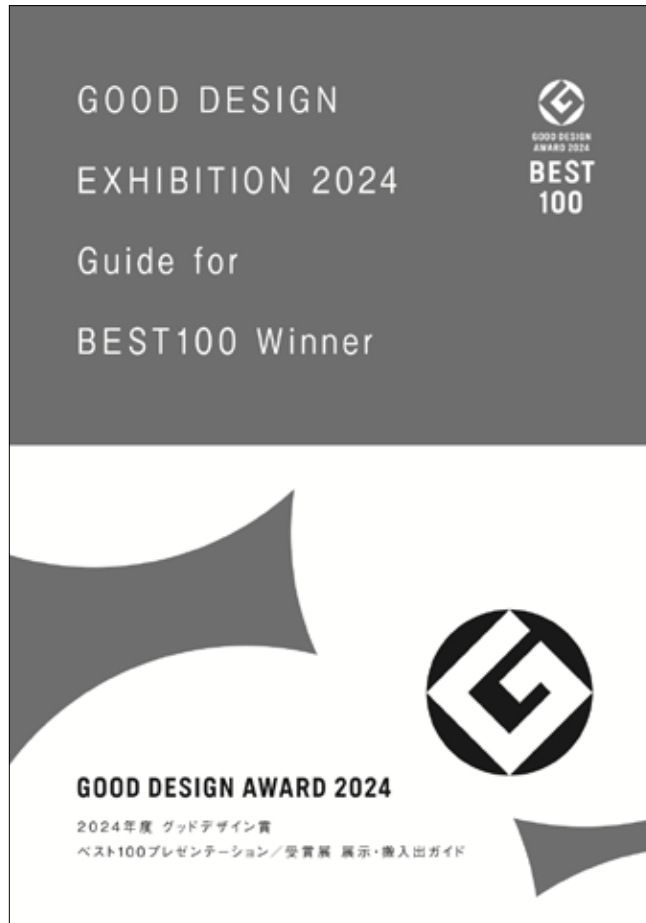 GOOD DESIGN
EXHIBITION 2024
Guide for
BEST100 Winner
GOOD DESIGN
AWARD 2024
BEST
100
GOOD DESIGN AWARD 2024
2024年度 グッドデザイン賞
ベスト100プレゼンテーション／受賞展 展示・搬入出ガイド